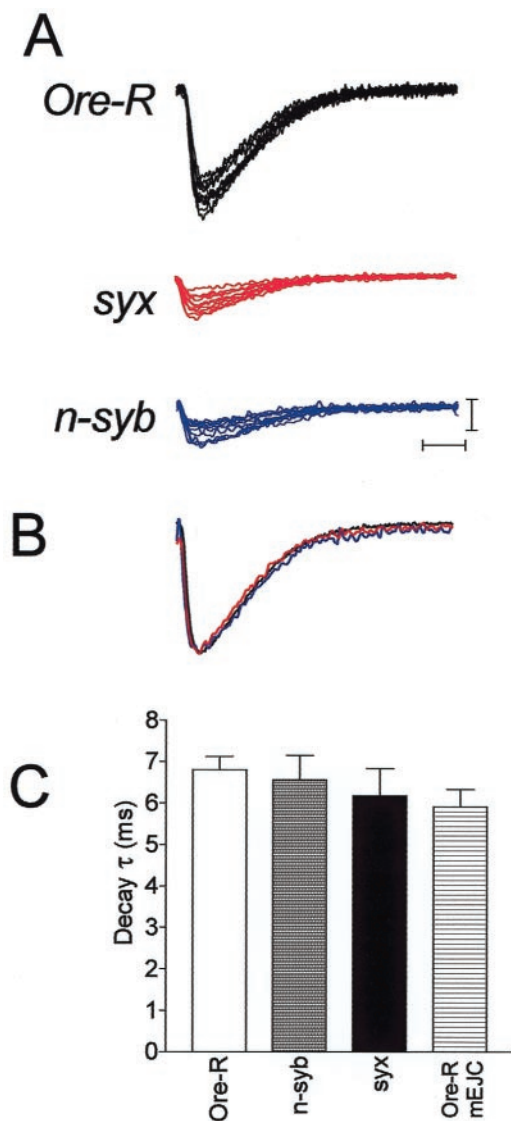 A
Ore-R
syx
n-syb
B
C
Decay τ (ms)
8
7
6
5
4
3
2
1
0
Ore-R
n-syb
syx
Ore-R
mEJC